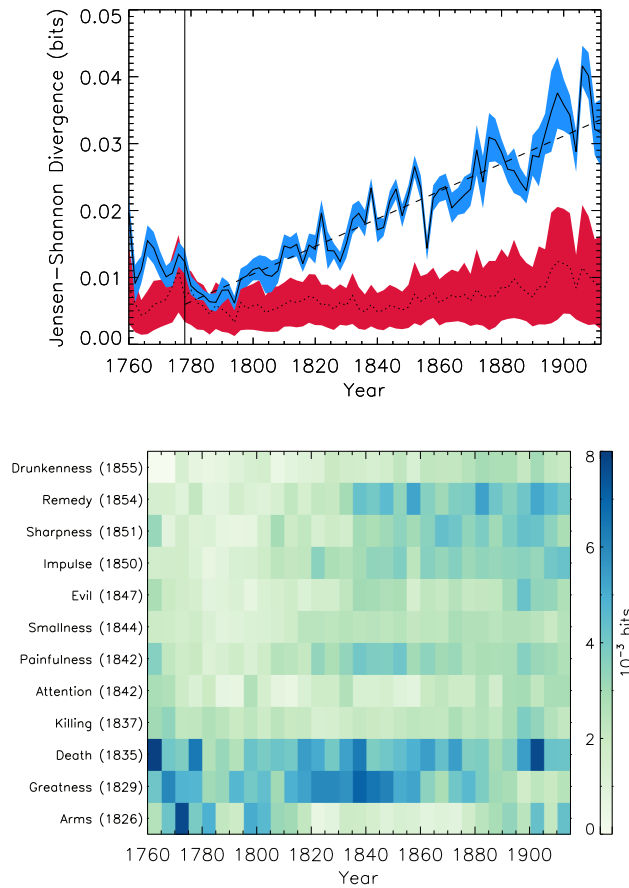 0.05
0.04
0.03
0.02
0.01
0.00
Jensen−Shannon Divergence (bits)
1760 1780 1800 1820 1840 1860 1880 1900
Year
Drunkenness (1855)
Remedy (1854)
Sharpness (1851)
Impulse (1850)
Evil (1847)
Smallness (1844)
Painfulness (1842)
Attention (1842)
Killing (1837)
Death (1835)
Greatness (1829)
Arms (1826)
1760 1780 1800 1820 1840 1860 1880 1900
Year
8
6
4
2
0
10⁻³ bits